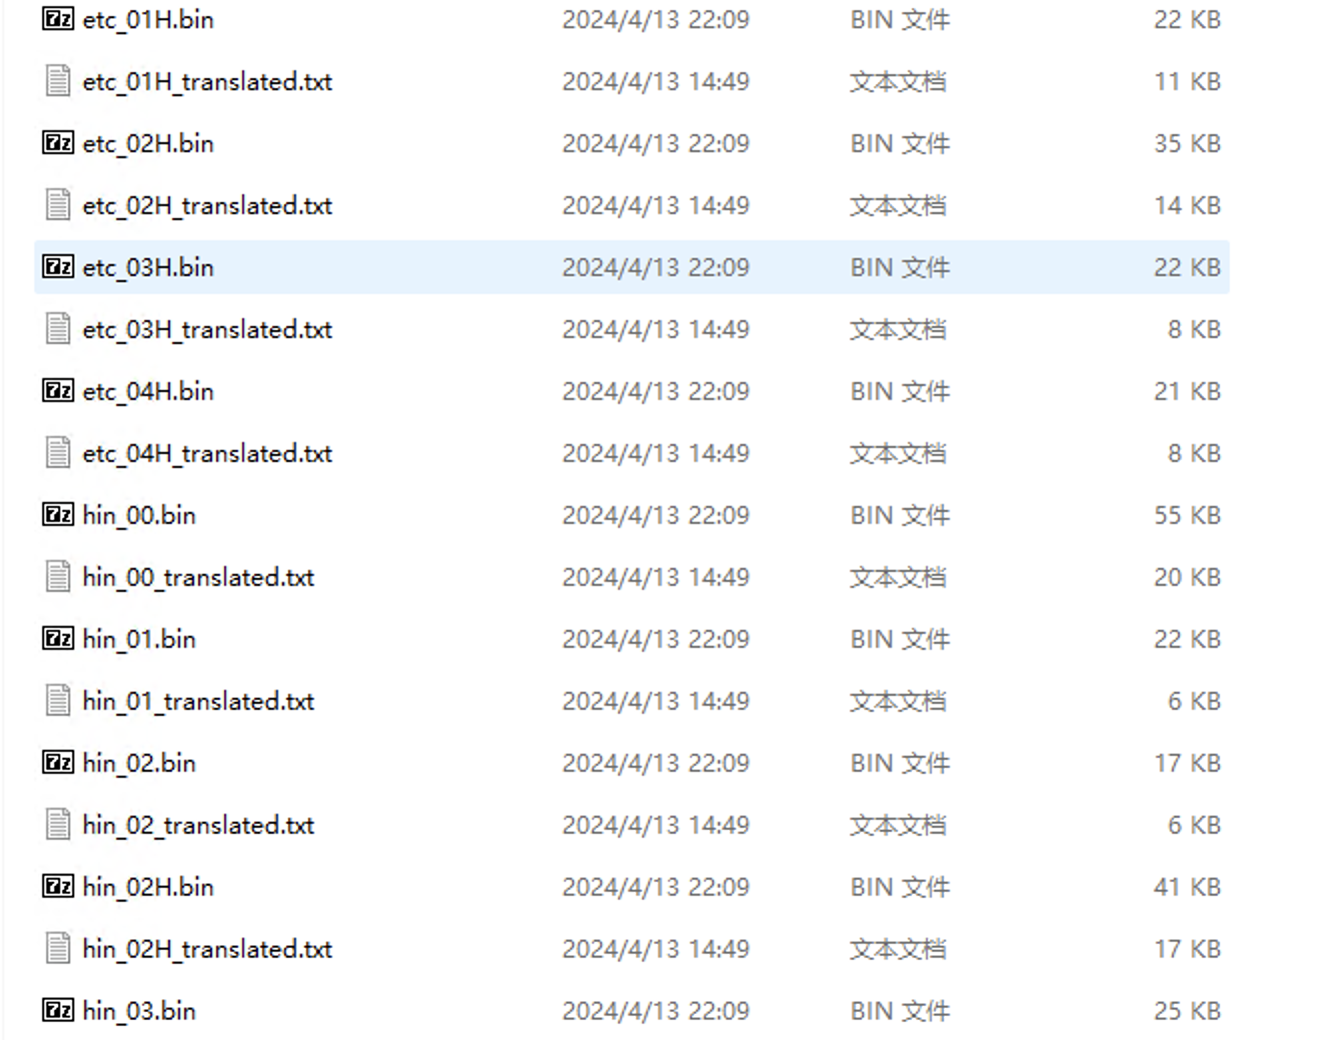 etc_01H.bin 2024/4/13 22:09 BIN 文件 22 KB
etc_01H_translated.txt 2024/4/13 14:49 文本文档 11 KB
etc_02H.bin 2024/4/13 22:09 BIN 文件 35 KB
etc_02H_translated.txt 2024/4/13 14:49 文本文档 14 KB
etc_03H.bin 2024/4/13 22:09 BIN 文件 22 KB
etc_03H_translated.txt 2024/4/13 14:49 文本文档 8 KB
etc_04H.bin 2024/4/13 22:09 BIN 文件 21 KB
etc_04H_translated.txt 2024/4/13 14:49 文本文档 8 KB
hin_00.bin 2024/4/13 22:09 BIN 文件 55 KB
hin_00_translated.txt 2024/4/13 14:49 文本文档 20 KB
hin_01.bin 2024/4/13 22:09 BIN 文件 22 KB
hin_01_translated.txt 2024/4/13 14:49 文本文档 6 KB
hin_02.bin 2024/4/13 22:09 BIN 文件 17 KB
hin_02_translated.txt 2024/4/13 14:49 文本文档 6 KB
hin_02H.bin 2024/4/13 22:09 BIN 文件 41 KB
hin_02H_translated.txt 2024/4/13 14:49 文本文档 17 KB
hin_03.bin 2024/4/13 22:09 BIN 文件 25 KB